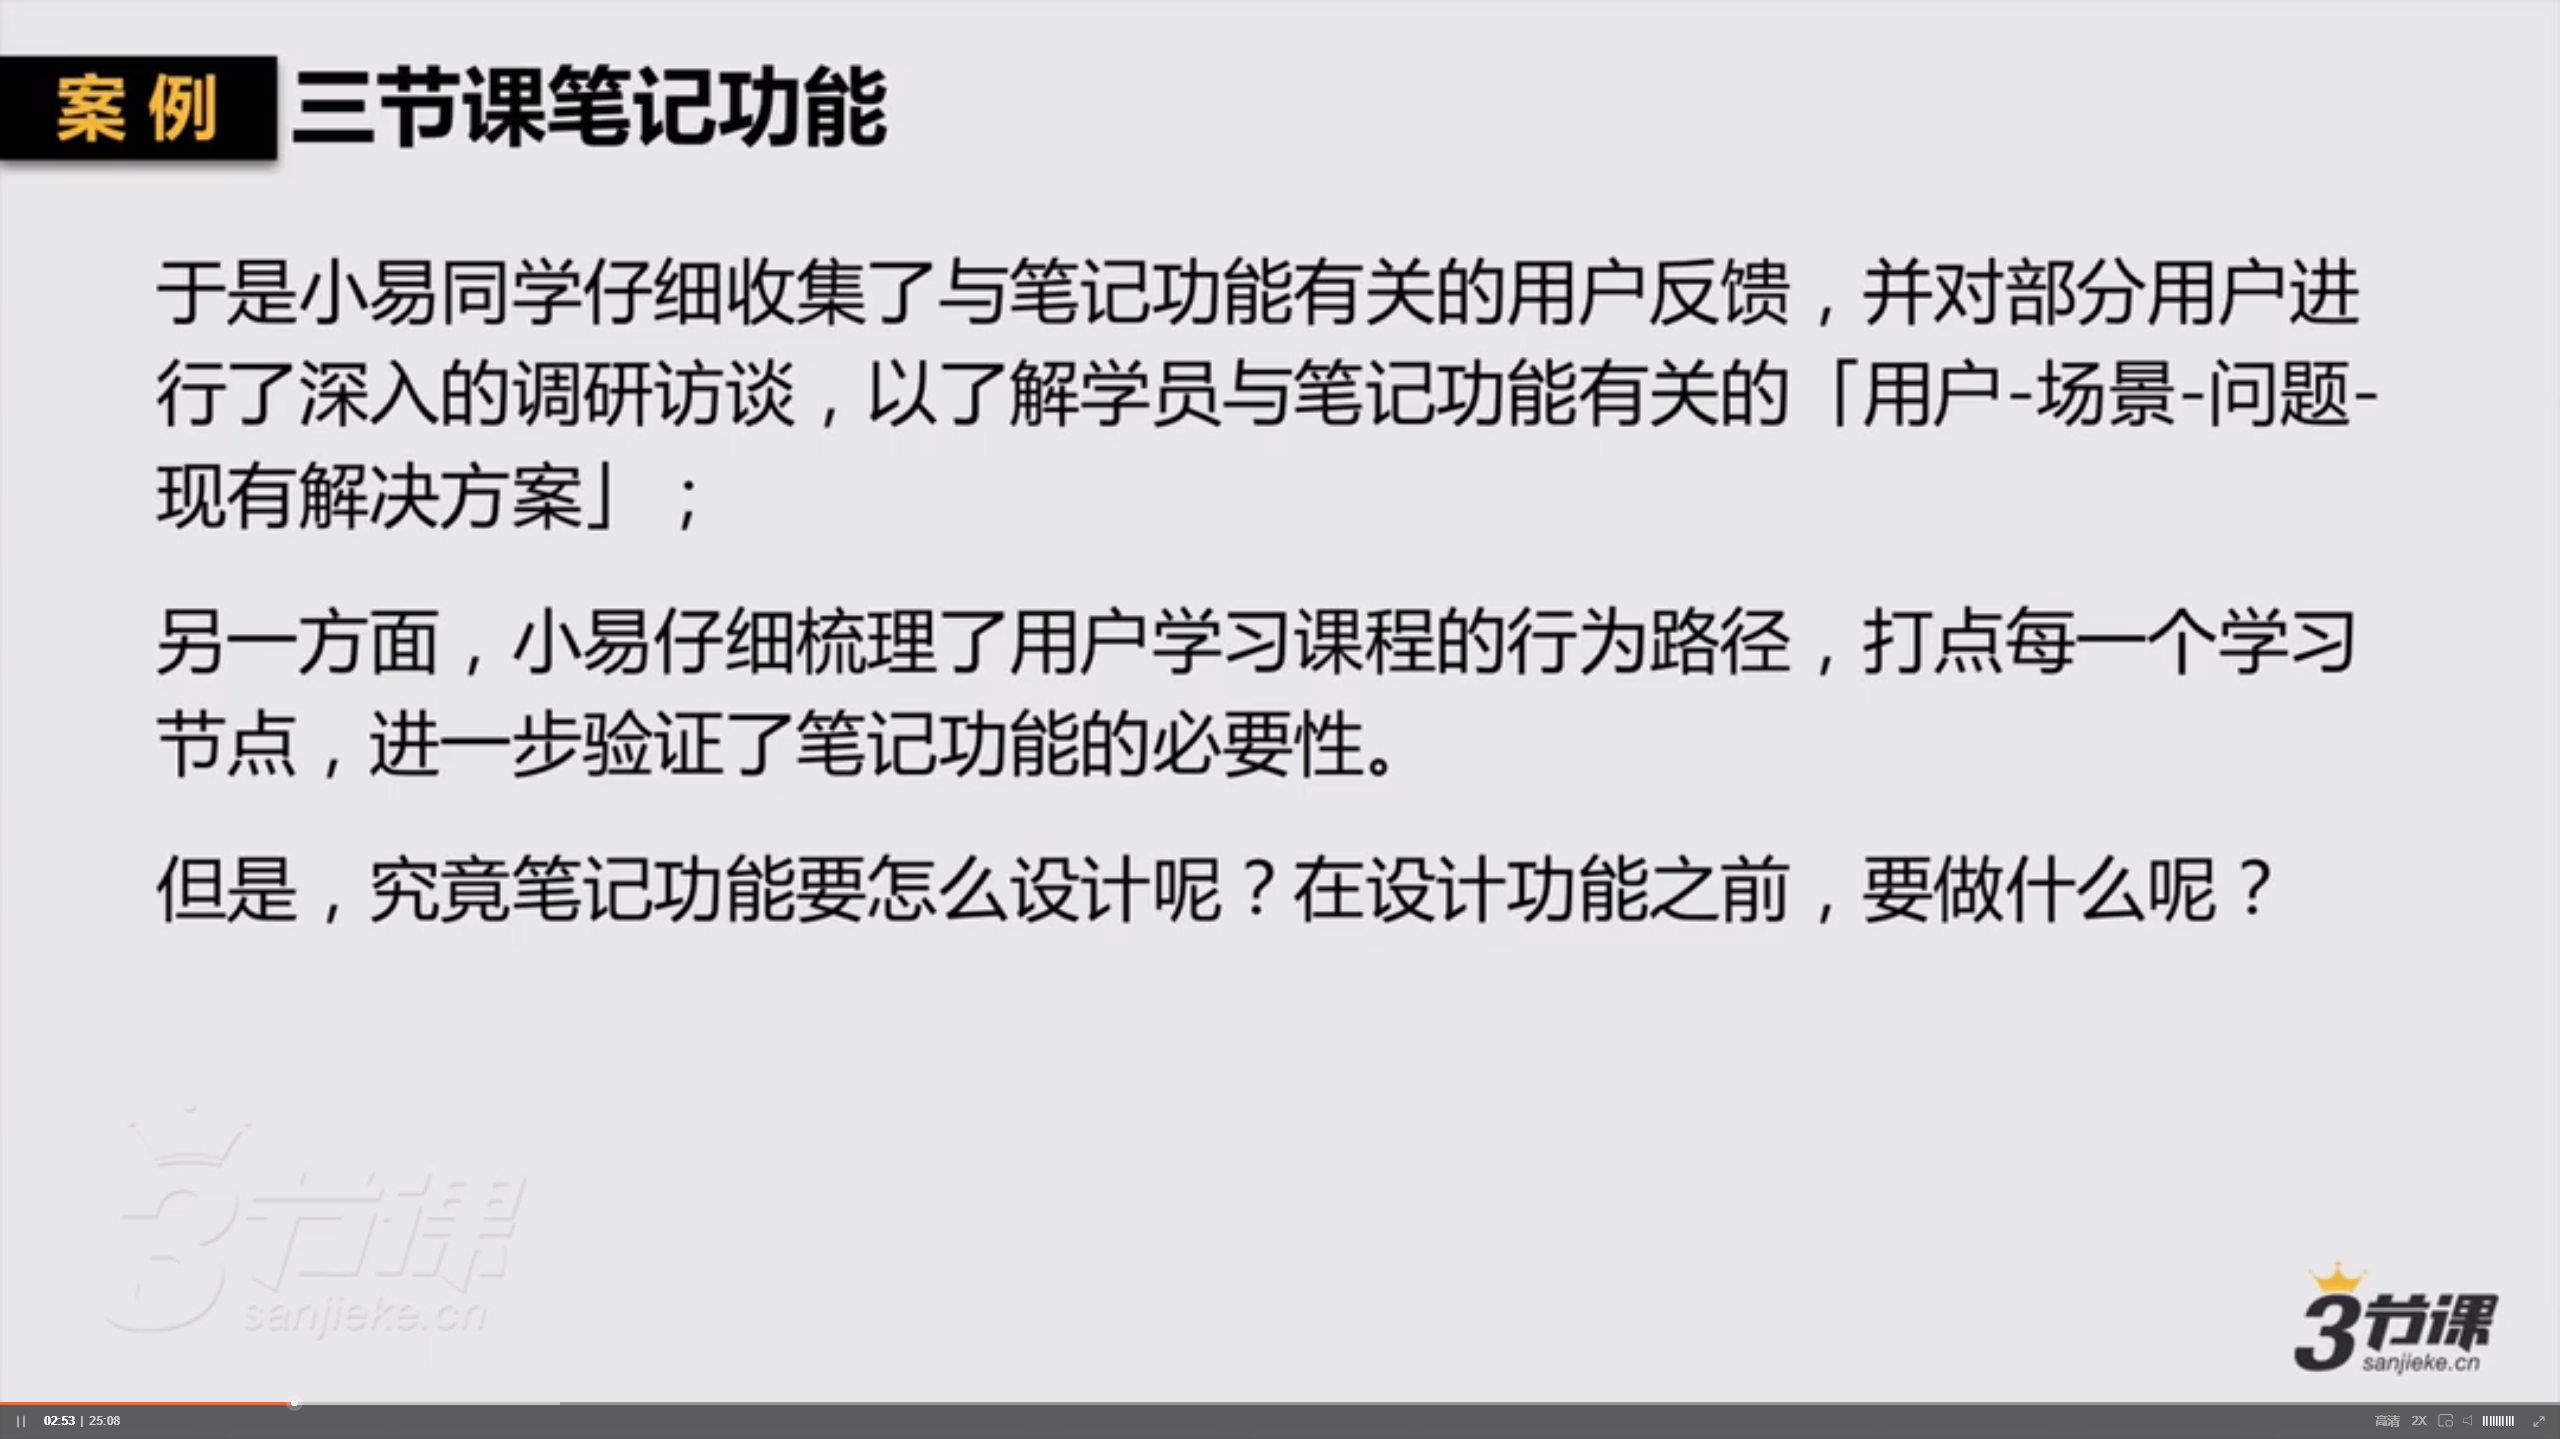 案例 三节课笔记功能
于是小易同学仔细收集了与笔记功能有关的用户反馈，并对部分用户进
行了深入的调研访谈，以了解学员与笔记功能有关的「用户-场景-问题-
现有解决方案」；
另一方面，小易仔细梳理了用户学习课程的行为路径，打点每一个学习
节点，进一步验证了笔记功能的必要性。
但是，究竟笔记功能要怎么设计呢？在设计功能之前，要做什么呢？
3节课
sanjieke.cn
3节课
sanjieke.cn
02:53 | 25:08
高清 2X